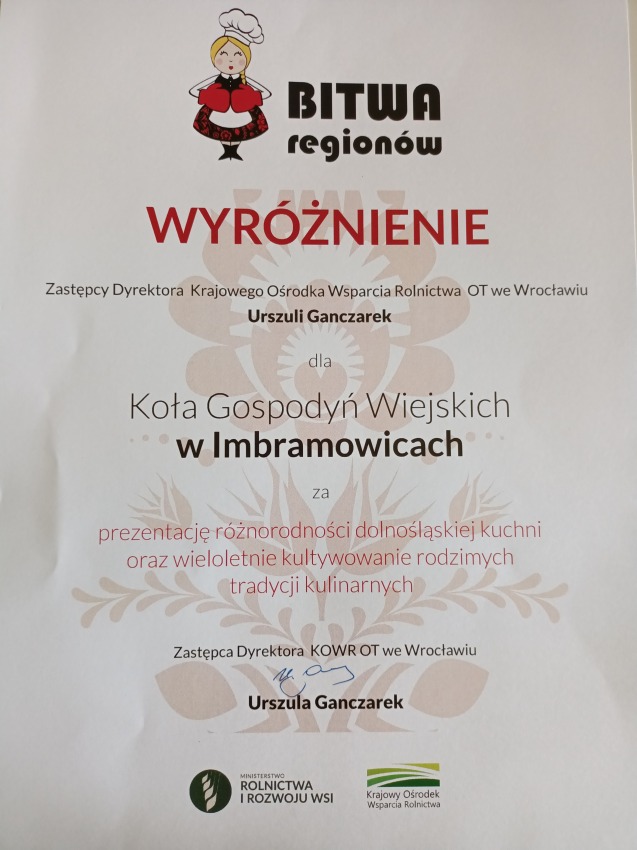 BITWA
regionów
WYRÓŻNIENIE
Zastępcy Dyrektora Krajowego Ośrodka Wsparcia Rolnictwa OT we Wrocławiu
Urszuli Ganczarek
dla
Koła Gospodyń Wiejskich
w Imbramowicach
za
prezentację różnorodności dolnośląskiej kuchni
oraz wieloletnie kultywowanie rodzimych
tradycji kulinarnych
Zastępca Dyrektora KOWR OT we Wrocławiu
Urszula Ganczarek
MINISTERSTWO
ROLNICTWA
I ROZWOJU WSI
Krajowy Ośrodek
Wsparcia Rolnictwa